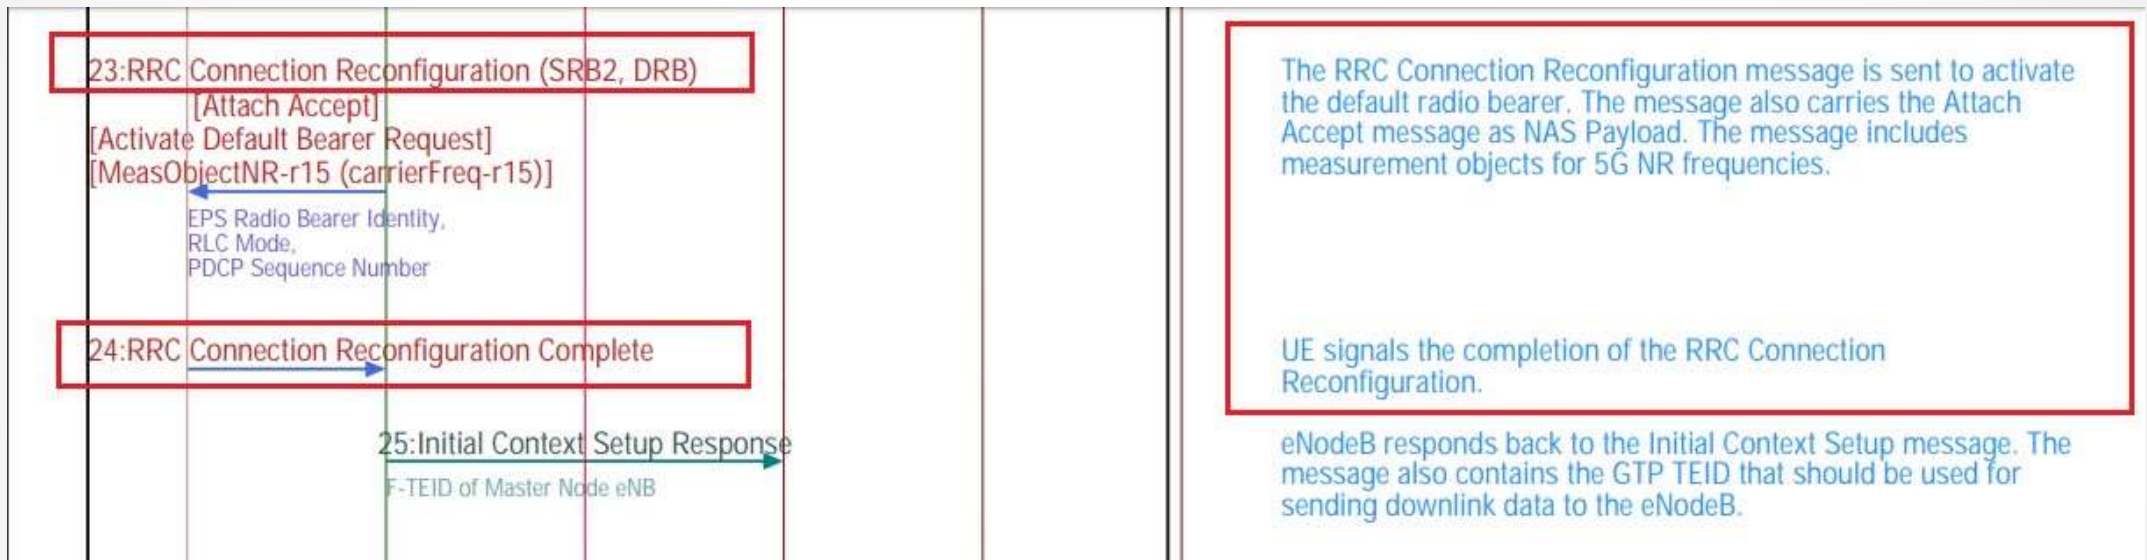 23:RRC Connection Reconfiguration (SRB2, DRB)
[Attach Accept]
[Activate Default Bearer Request]
[MeasObjectNR-r15 (carrierFreq-r15)]
EPS Radio Bearer Identity,
RLC Mode,
PDCP Sequence Number
The RRC Connection Reconfiguration message is sent to activate
the default radio bearer. The message also carries the Attach
Accept message as NAS Payload. The message includes
measurement objects for 5G NR frequencies.
24:RRC Connection Reconfiguration Complete
UE signals the completion of the RRC Connection
Reconfiguration.
25:Initial Context Setup Response
F-TEID of Master Node eNB
eNodeB responds back to the Initial Context Setup message. The
message also contains the GTP TEID that should be used for
sending downlink data to the eNodeB.